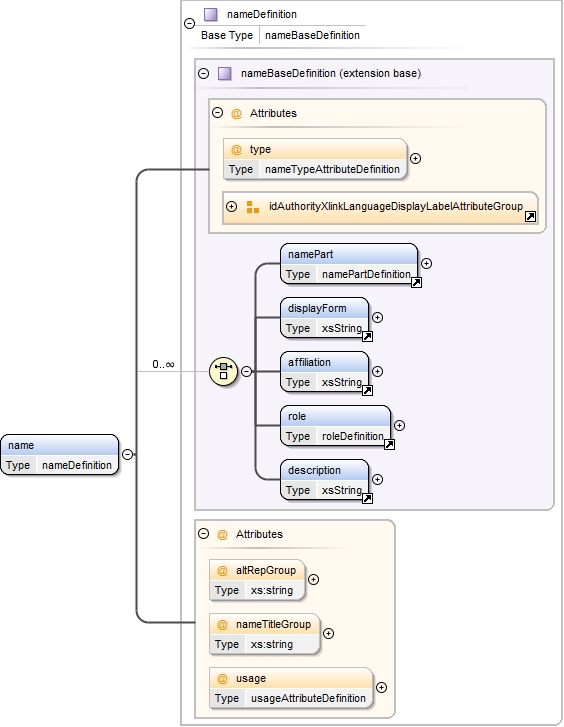 nameDefinition
Base Type nameBaseDefinition
nameBaseDefinition (extension base)
@ Attributes
@ type
Type nameTypeAttributeDefinition
idAuthorityXlinkLanguageDisplayLabelAttributeGroup
namePart
Type namePartDefinition
displayForm
Type xsString
0..∞
affiliation
Type xsString
role
Type roleDefinition
name
Type nameDefinition
description
Type xsString
@ Attributes
@ altRepGroup
Type xs:string
@ nameTitleGroup
Type xs:string
@ usage
Type usageAttributeDefinition